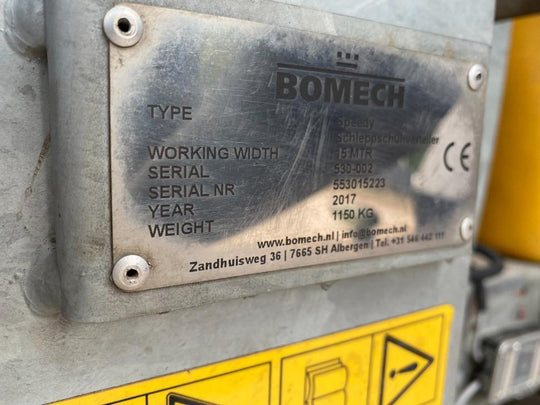 BOMECH
TYPE Speedy
Schleppschuhverteiler
WORKING WIDTH 15 MTR
SERIAL 530-002
SERIAL NR 553015223
YEAR 2017
WEIGHT 1150 KG
CE
www.bomech.nl | info@bomech.nl
Zandhuisweg 36 | 7665 SH Albergen | Tel. +31 546 442 111